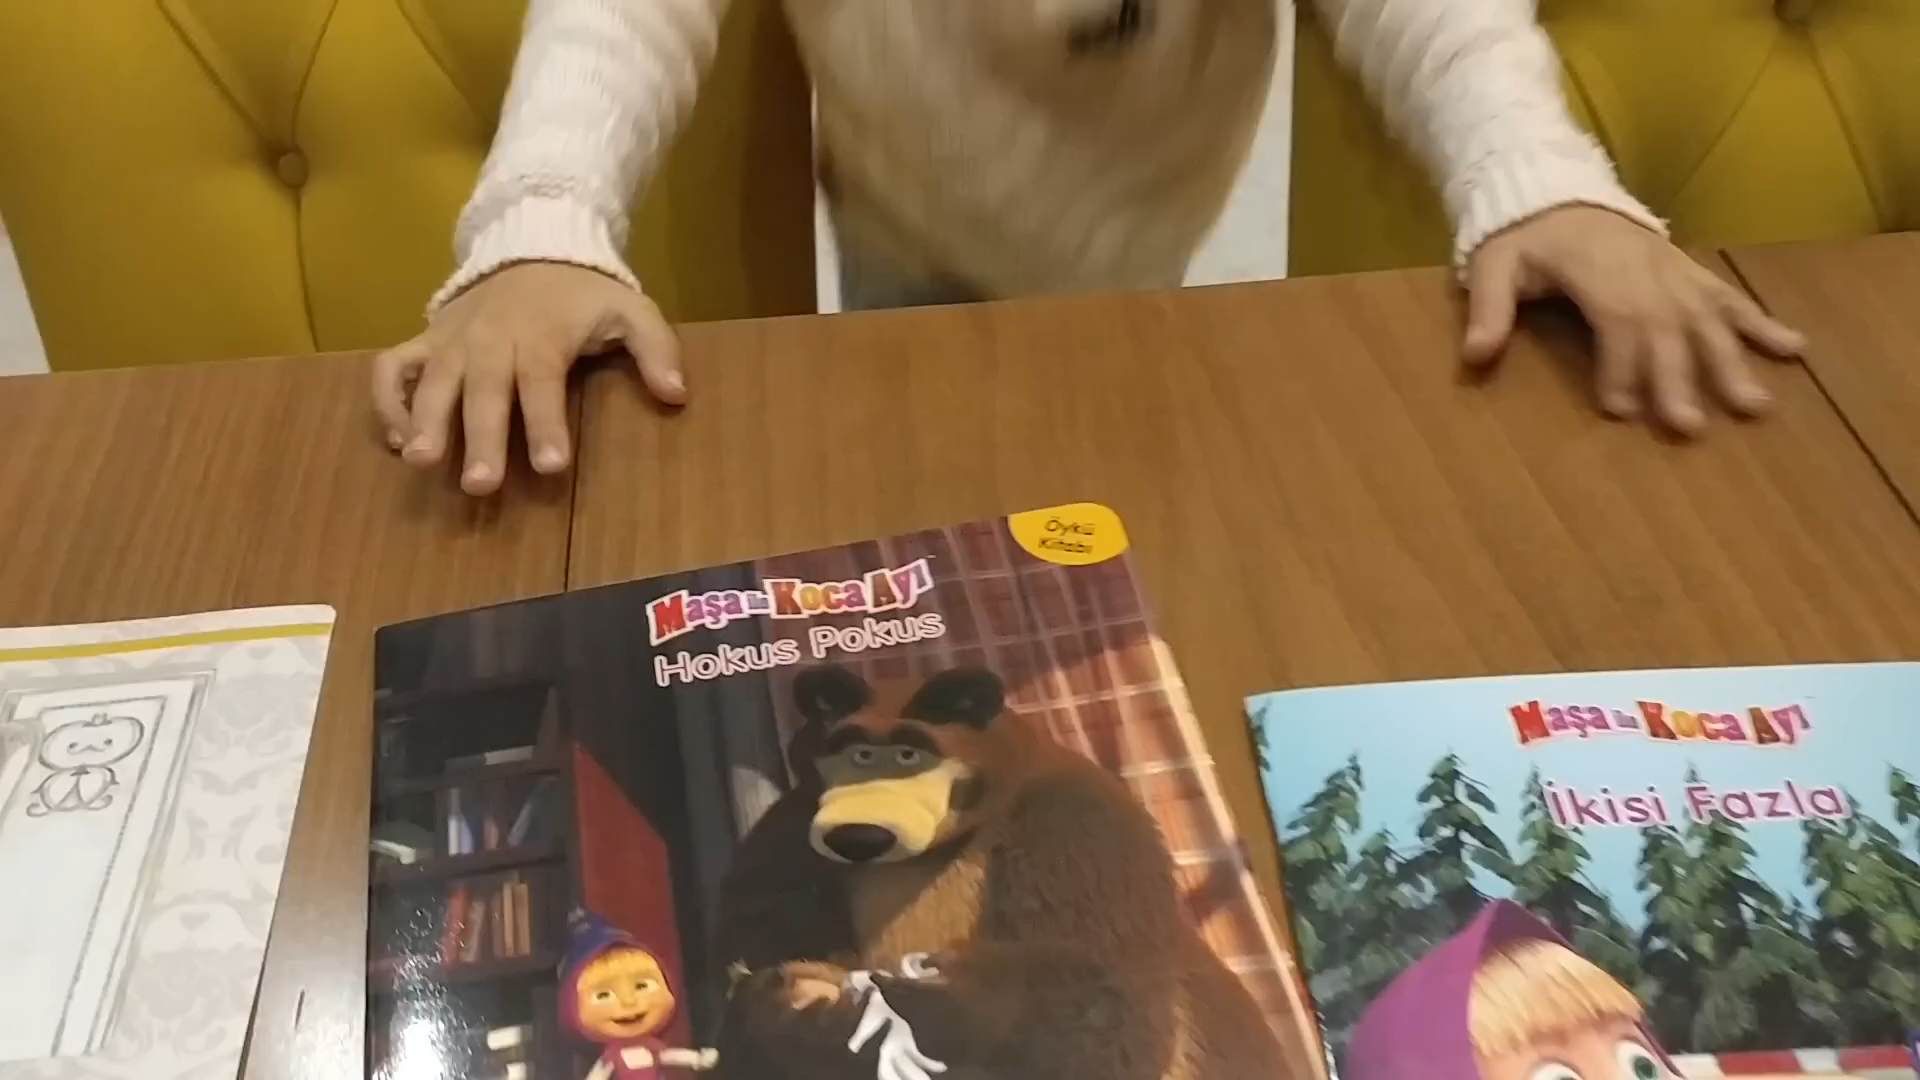 Öykü
Kitabı
Maşa ile Koca Ayı
Hokus Pokus
Maşa ile Koca Ayı
İkisi Fazla